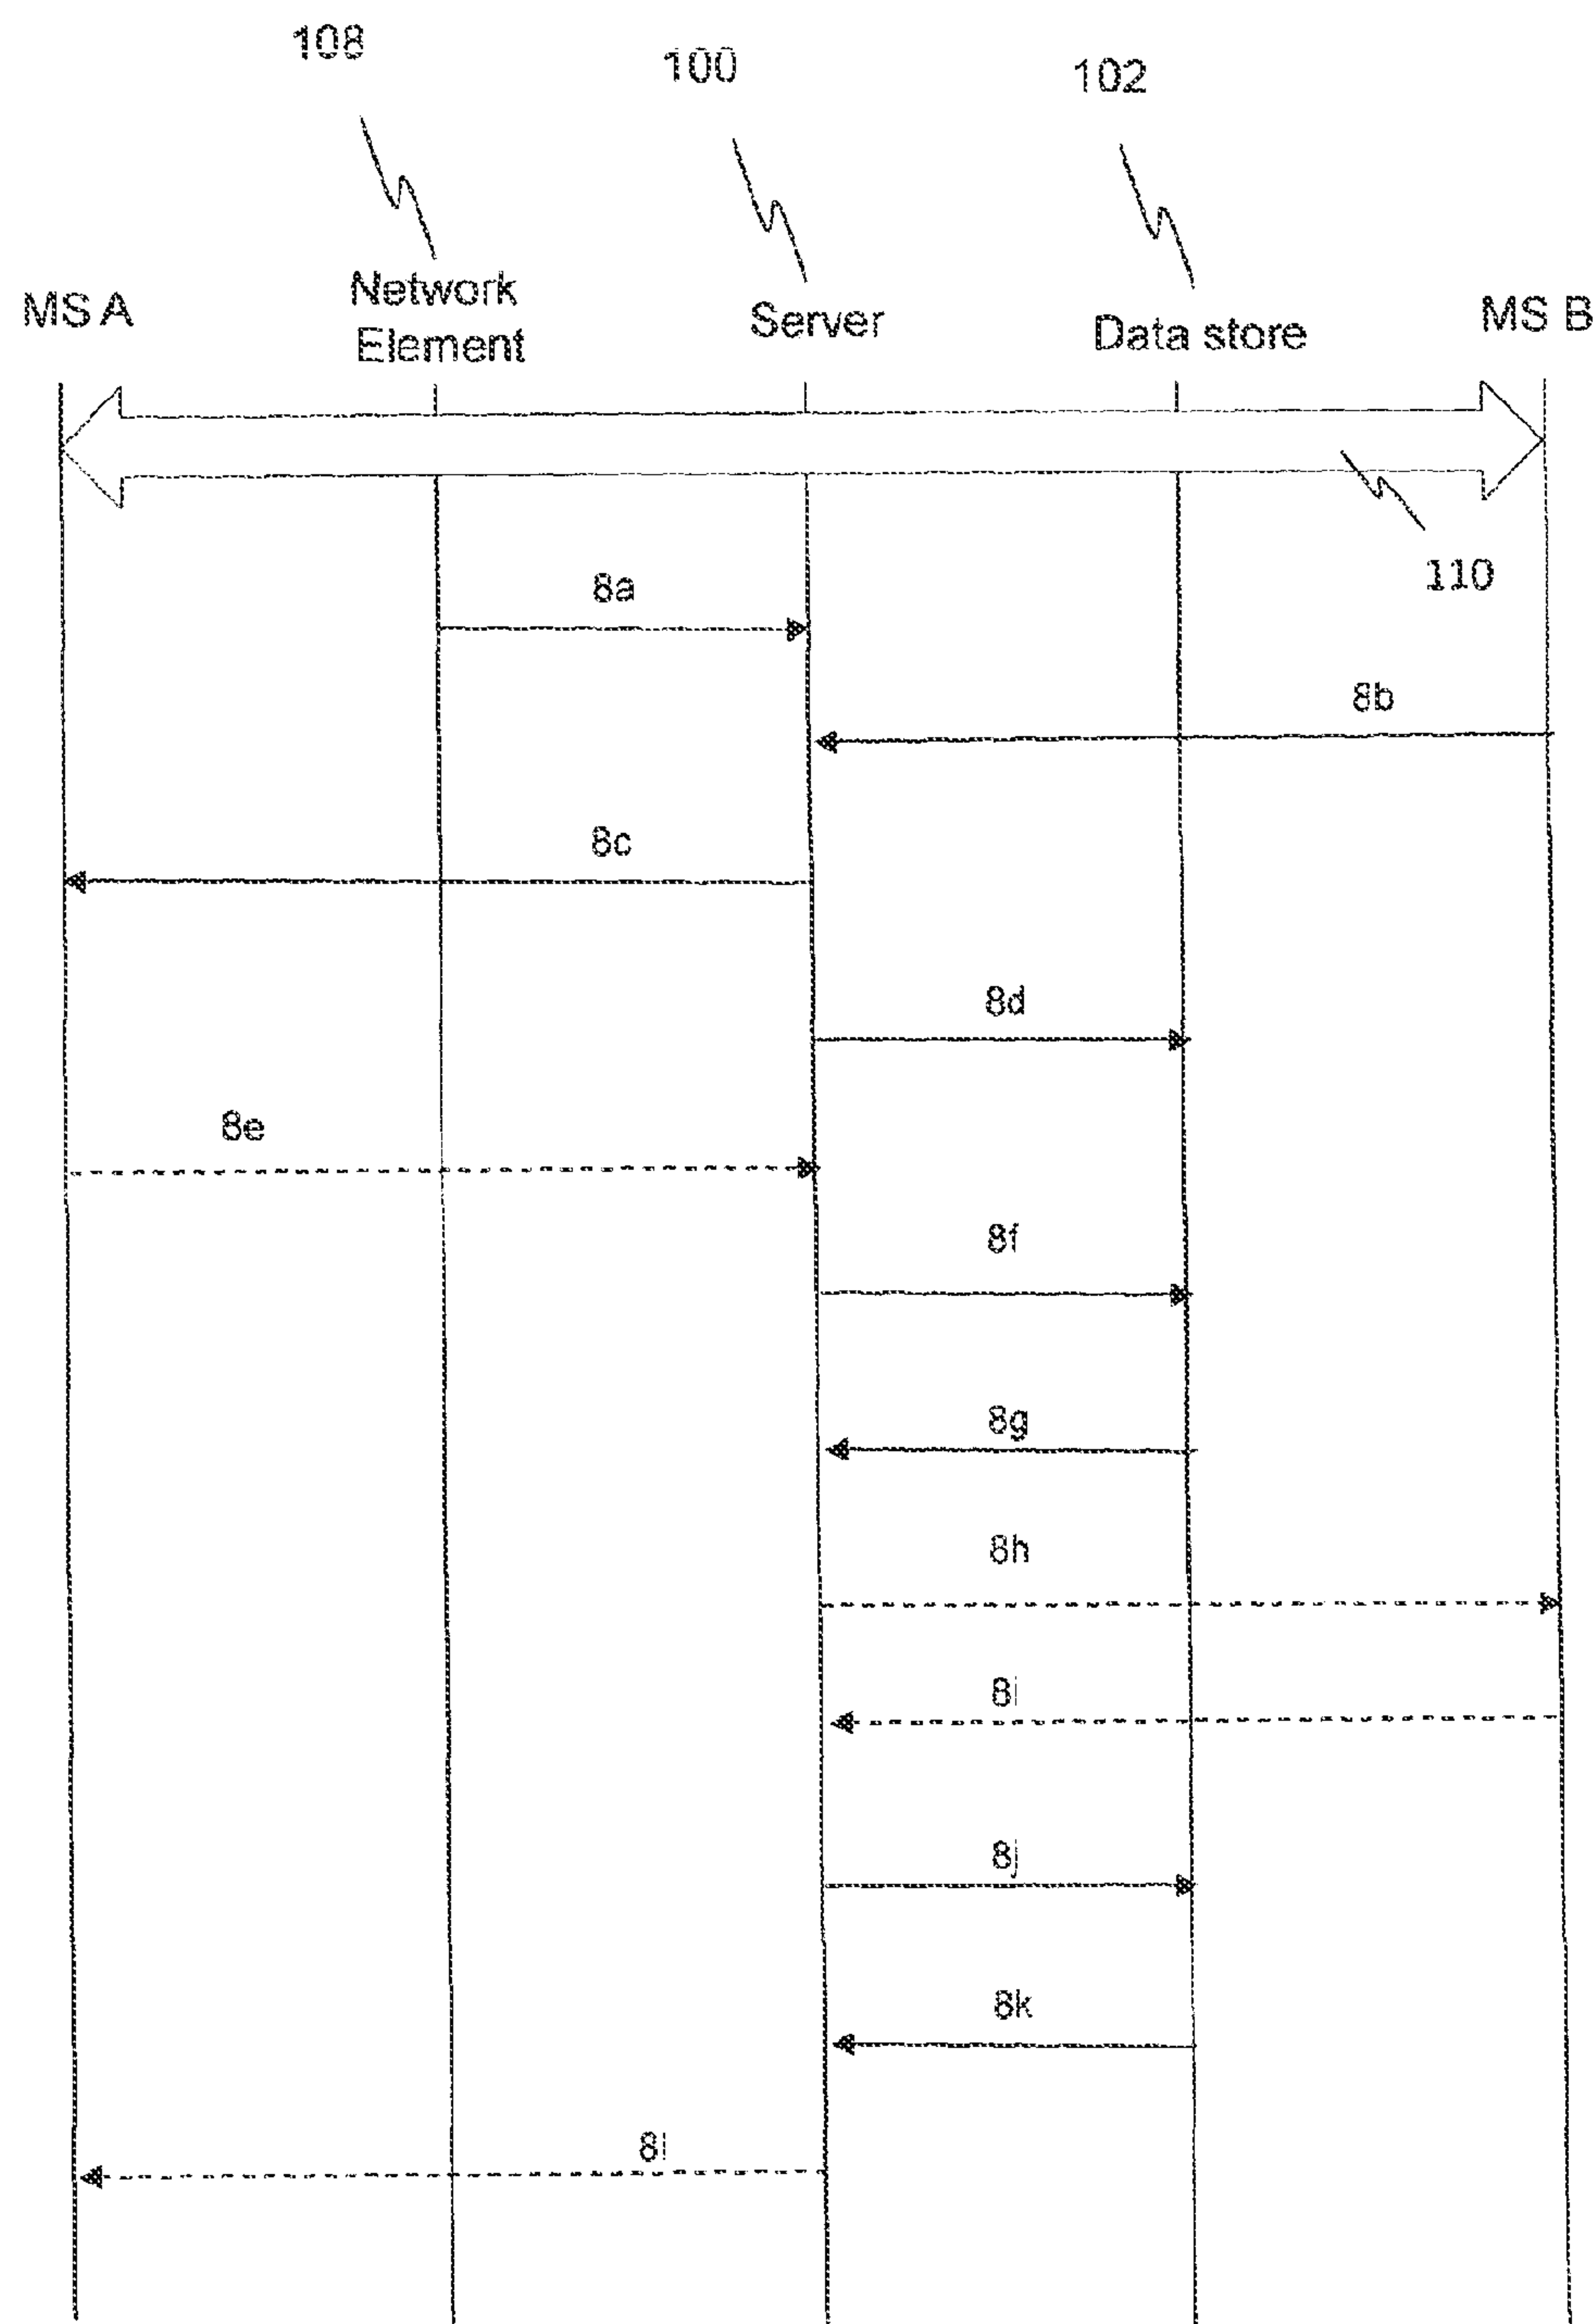 108
100
102
MS A
Network
Element
Server
Data store
MS B
110
8a
8b
8c
8d
8e
8f
8g
8h
8i
8j
8k
8l